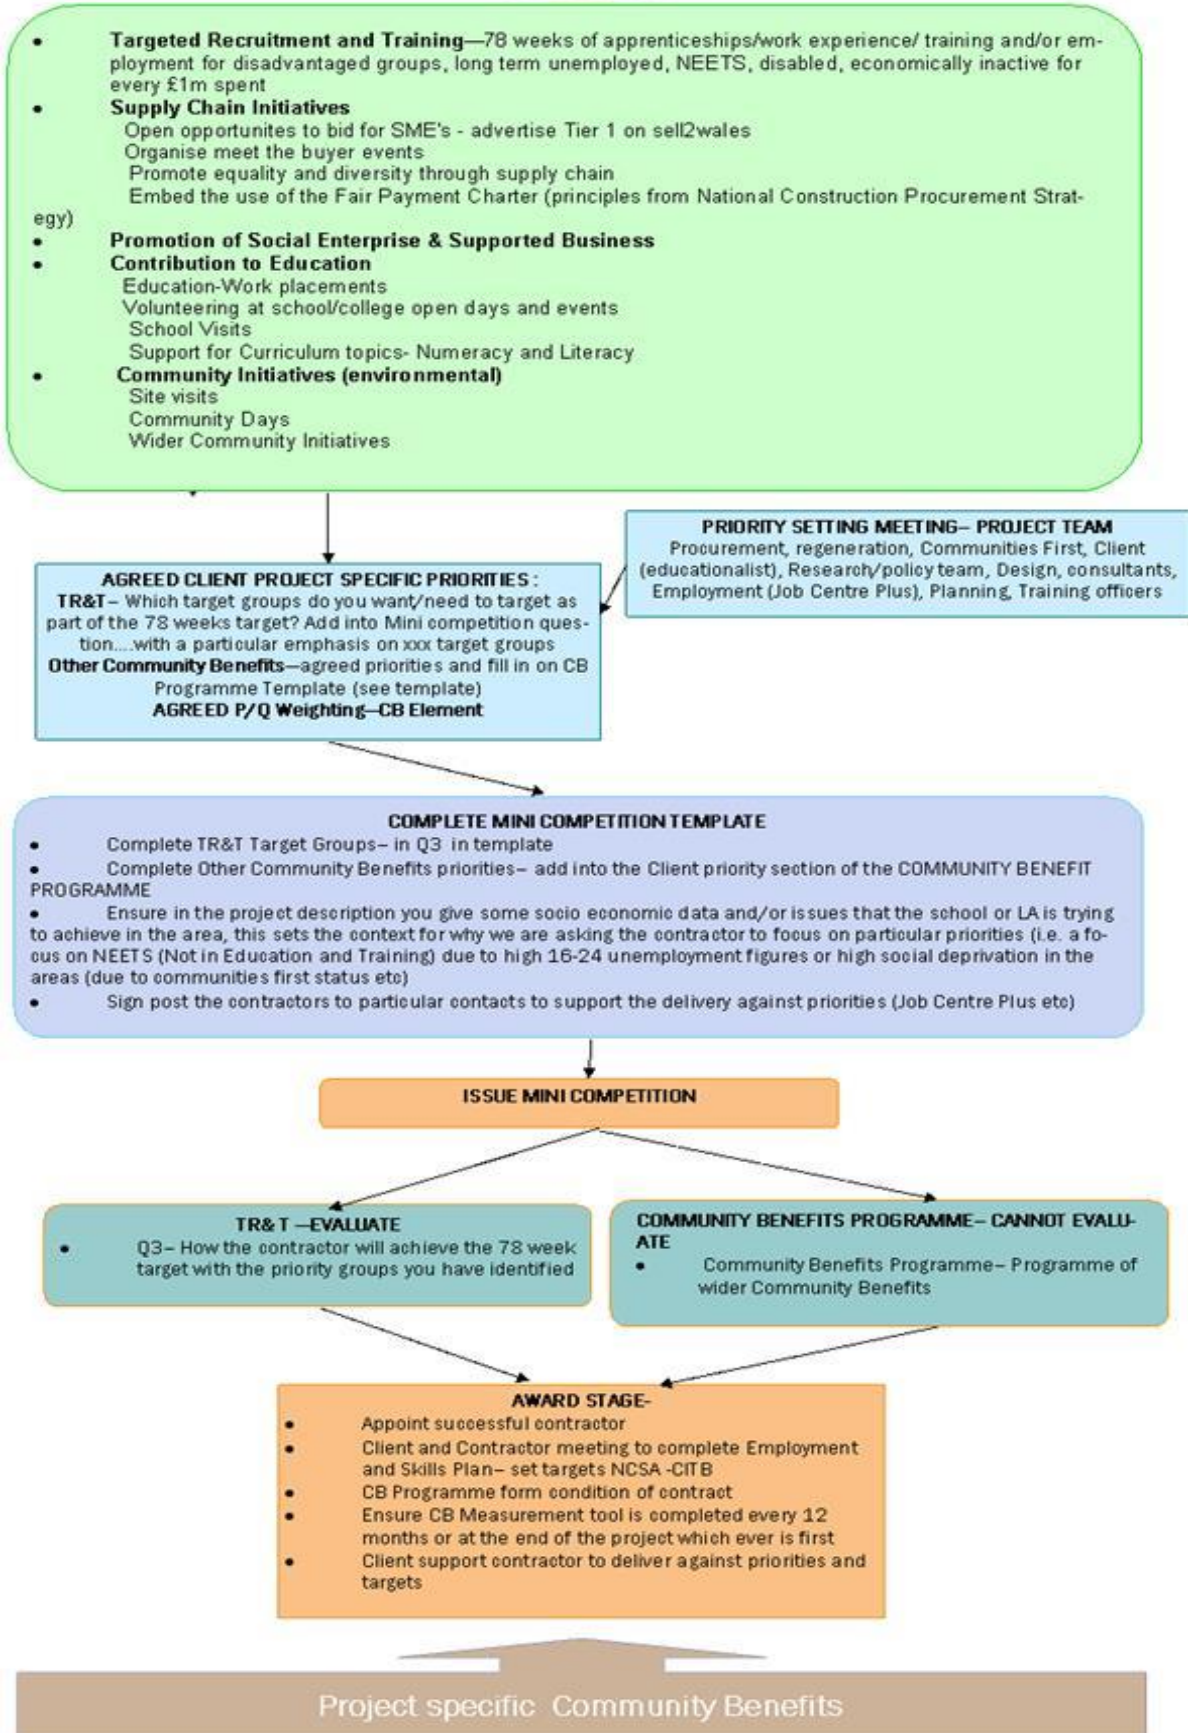 • Targeted Recruitment and Training—78 weeks of apprenticeships/work experience/ training and/or em-
ployment for disadvantaged groups, long term unemployed, NEETS, disabled, economically inactive for
every £1m spent
• Supply Chain Initiatives
Open opportunites to bid for SME's - advertise Tier 1 on sell2wales
Organise meet the buyer events
Promote equality and diversity through supply chain
Embed the use of the Fair Payment Charter (principles from National Construction Procurement Strat-
egy)
• Promotion of Social Enterprise & Supported Business
• Contribution to Education
Education-Work placements
Volunteering at school/college open days and events
School Visits
Support for Curriculum topics- Numeracy and Literacy
• Community Initiatives (environmental)
Site visits
Community Days
Wider Community Initiatives
PRIORITY SETTING MEETING– PROJECT TEAM
Procurement, regeneration, Communities First, Client
(educationalist), Research/policy team, Design, consultants,
Employment (Job Centre Plus), Planning, Training officers
AGREED CLIENT PROJECT SPECIFIC PRIORITIES :
TR&T– Which target groups do you want/need to target as
part of the 78 weeks target? Add into Mini competition ques-
tion....with a particular emphasis on xxx target groups
Other Community Benefits—agreed priorities and fill in on CB
Programme Template (see template)
AGREED P/Q Weighting—CB Element
COMPLETE MINI COMPETITION TEMPLATE
• Complete TR&T Target Groups– in Q3 in template
• Complete Other Community Benefits priorities– add into the Client priority section of the COMMUNITY BENEFIT
PROGRAMME
• Ensure in the project description you give some socio economic data and/or issues that the school or LA is trying
to achieve in the area, this sets the context for why we are asking the contractor to focus on particular priorities (i.e. a fo-
cus on NEETS (Not in Education and Training) due to high 16-24 unemployment figures or high social deprivation in the
areas (due to communities first status etc)
• Sign post the contractors to particular contacts to support the delivery against priorities (Job Centre Plus etc)
ISSUE MINI COMPETITION
TR&T —EVALUATE
• Q3– How the contractor will achieve the 78 week
target with the priority groups you have identified
COMMUNITY BENEFITS PROGRAMME– CANNOT EVALU-
ATE
• Community Benefits Programme– Programme of
wider Community Benefits
AWARD STAGE-
• Appoint successful contractor
• Client and Contractor meeting to complete Employment
and Skills Plan– set targets NCSA -CITB
• CB Programme form condition of contract
• Ensure CB Measurement tool is completed every 12
months or at the end of the project which ever is first
• Client support contractor to deliver against priorities and
targets
Project specific Community Benefits